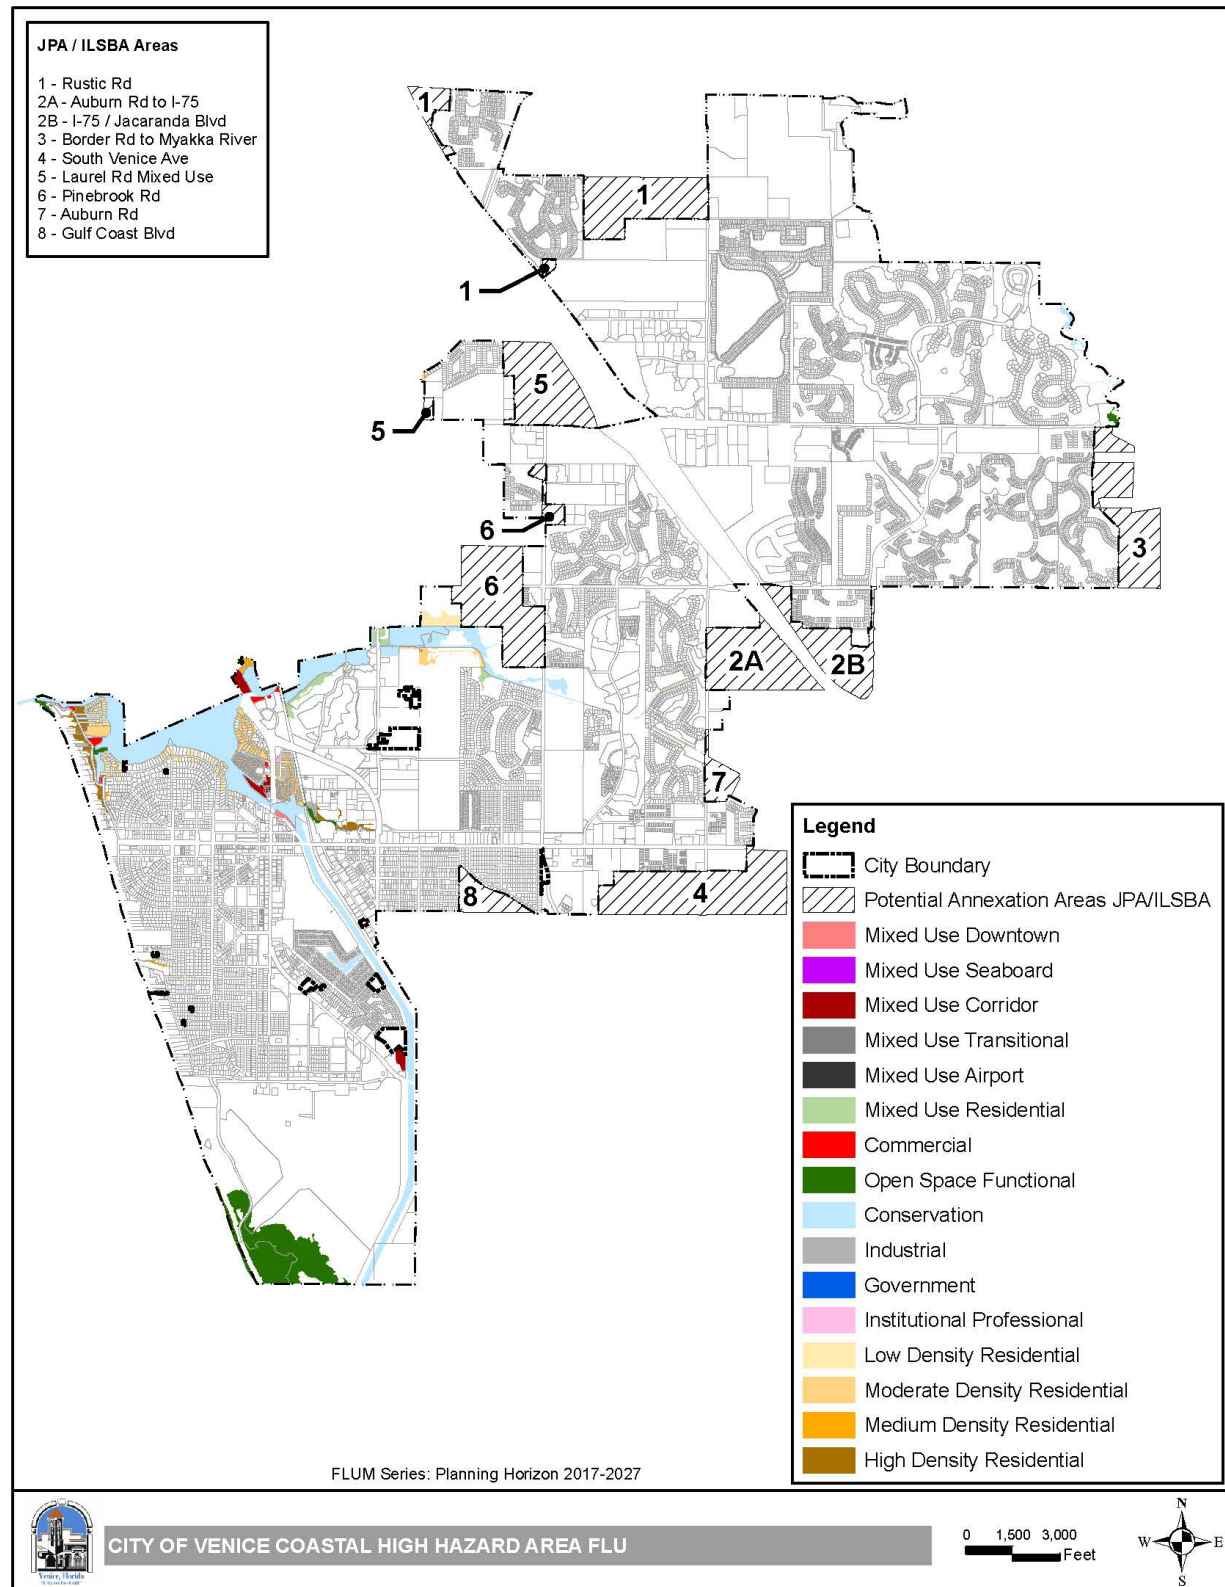 JPA / ILSBA Areas
1 - Rustic Rd
2A - Auburn Rd to I-75
2B - I-75 / Jacaranda Blvd
3 - Border Rd to Myakka River
4 - South Venice Ave
5 - Laurel Rd Mixed Use
6 - Pinebrook Rd
7 - Auburn Rd
8 - Gulf Coast Blvd
1
1
1
5
5
6
3
6
2A
2B
7
4
8
Legend
City Boundary
Potential Annexation Areas JPA/ILSBA
Mixed Use Downtown
Mixed Use Seaboard
Mixed Use Corridor
Mixed Use Transitional
Mixed Use Airport
Mixed Use Residential
Commercial
Open Space Functional
Conservation
Industrial
Government
Institutional Professional
Low Density Residential
Moderate Density Residential
Medium Density Residential
High Density Residential
FLUM Series: Planning Horizon 2017-2027
Venice, Florida
"City on the Gulf"
CITY OF VENICE COASTAL HIGH HAZARD AREA FLU
0 1,500 3,000
Feet
N
W E
S